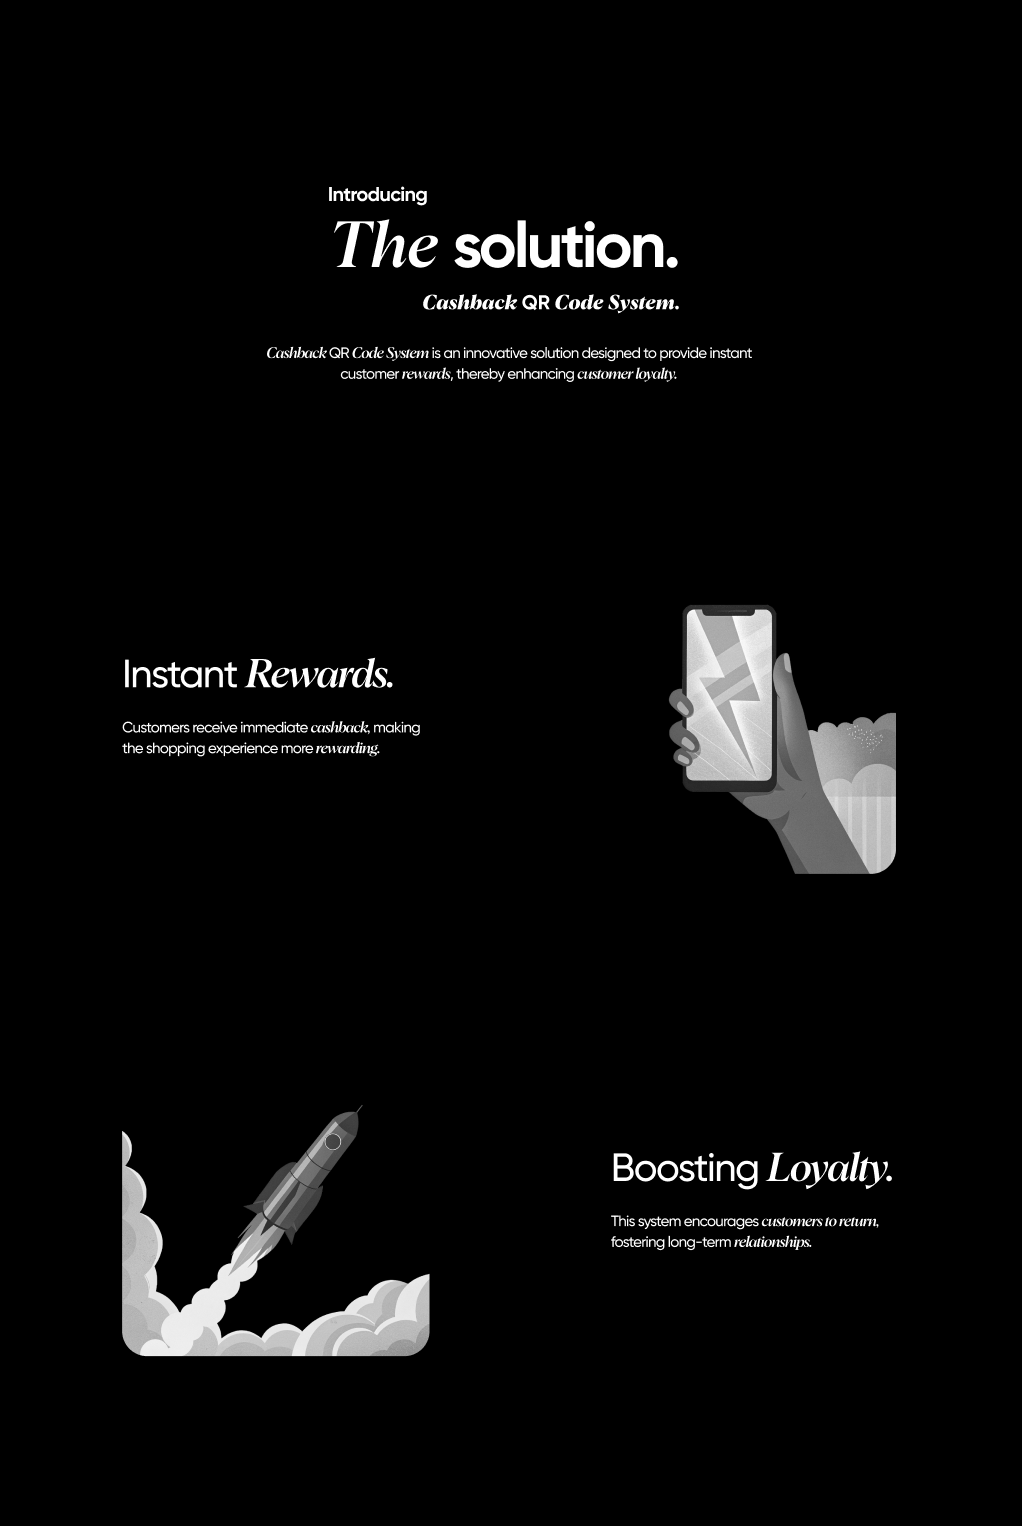 Introducing
The solution.
Cashback QR Code System.
Cashback QR Code System is an innovative solution designed to provide instant
customer rewards, thereby enhancing customer loyalty.
Instant Rewards.
Customers receive immediate cashback, making
the shopping experience more rewarding.
Boosting Loyalty.
This system encourages customers to return,
fostering long-term relationships.